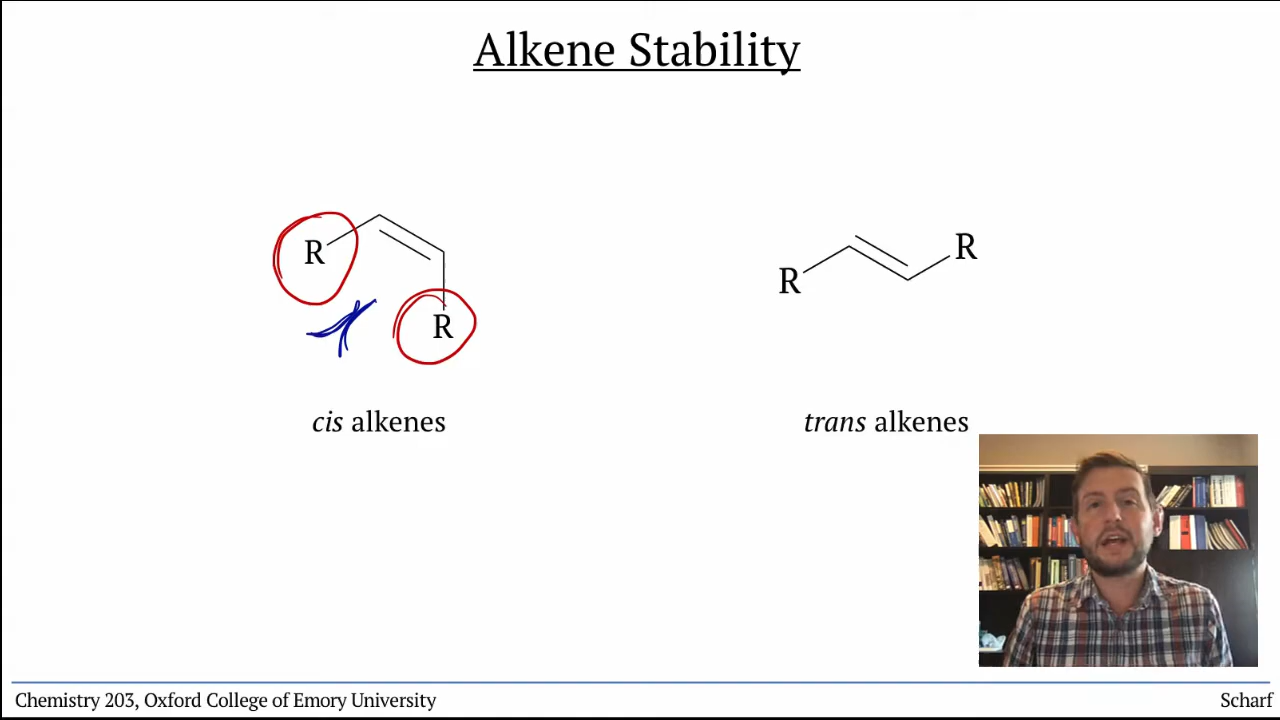 Alkene Stability
R
R
R
R
cis alkenes
trans alkenes
Chemistry 203, Oxford College of Emory University
Scharf